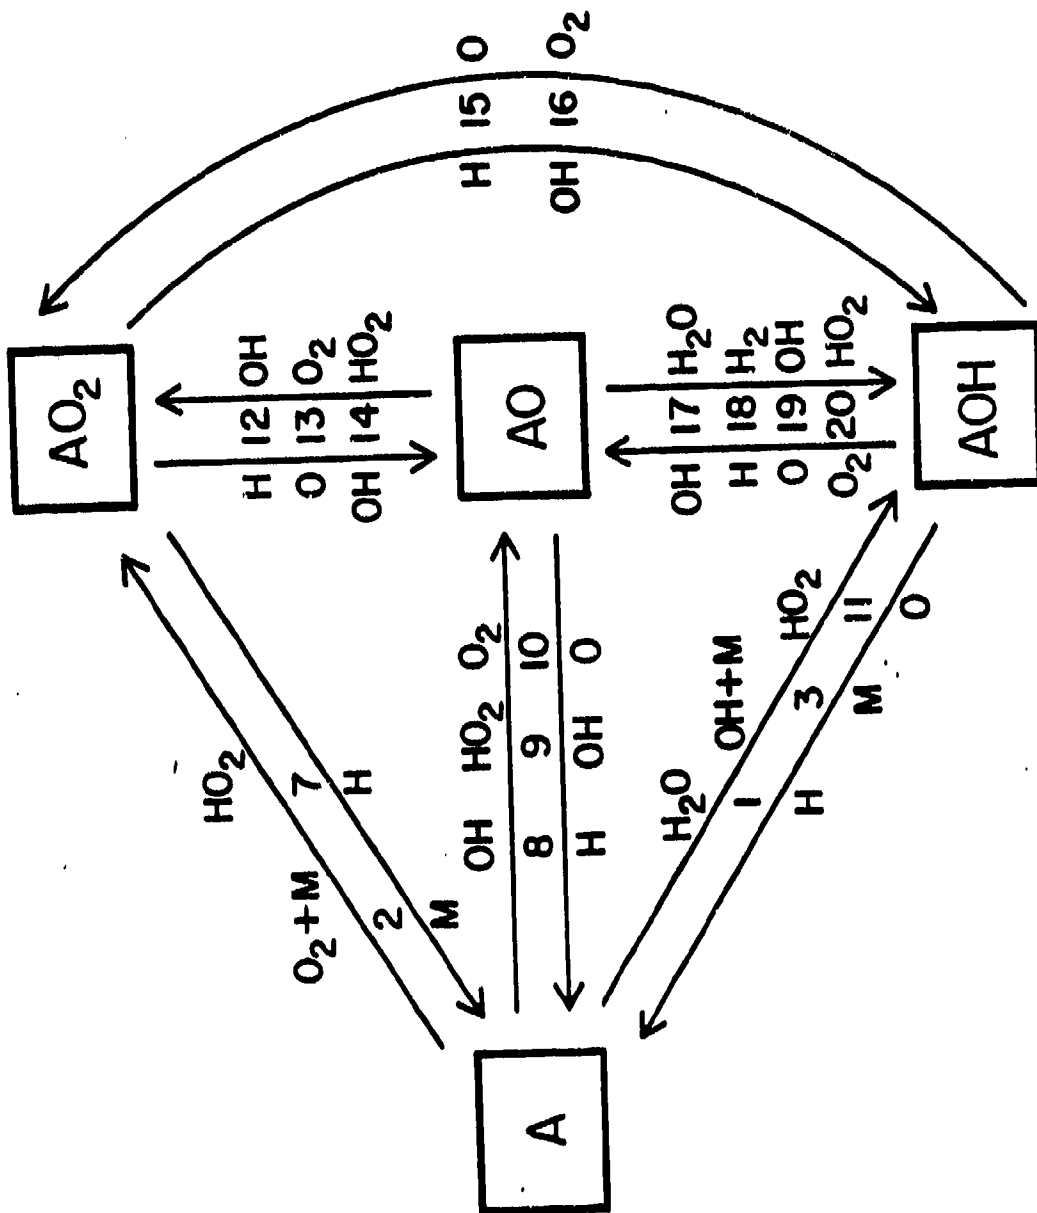 AO₂
HO₂
O₂+M
7
2
H
M
H 12 OH
O 13 O₂
OH 14 HO₂
H 15 O
OH 16 O₂
A
OH HO₂ O₂
8 9 10
H OH O
AO
H₂O OH+M HO₂
1 3 11
H M O
OH 17 H₂O
H 18 H₂
O 19 OH
O₂ 20 HO₂
AOH